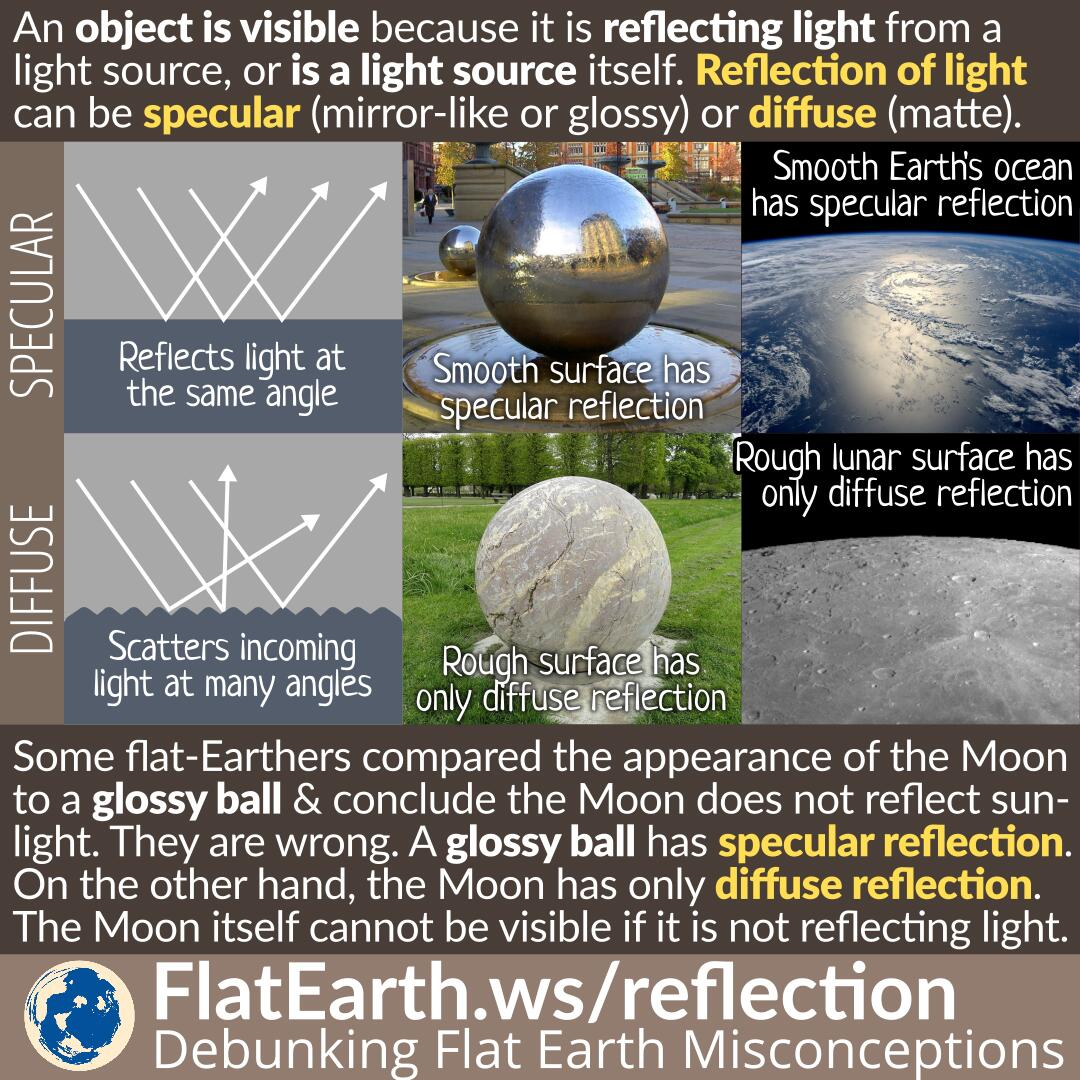 An object is visible because it is reflecting light from a
light source, or is a light source itself. Reflection of light
can be specular (mirror-like or glossy) or diffuse (matte).
SPECULAR
Reflects light at
the same angle
Smooth surface has
specular reflection
Smooth Earth's ocean
has specular reflection
DIFFUSE
Scatters incoming
light at many angles
Rough surface has
only diffuse reflection
Rough lunar surface has
only diffuse reflection
Some flat-Earthers compared the appearance of the Moon
to a glossy ball & conclude the Moon does not reflect sun-
light. They are wrong. A glossy ball has specular reflection.
On the other hand, the Moon has only diffuse reflection.
The Moon itself cannot be visible if it is not reflecting light.
FlatEarth.ws/reflection
Debunking Flat Earth Misconceptions